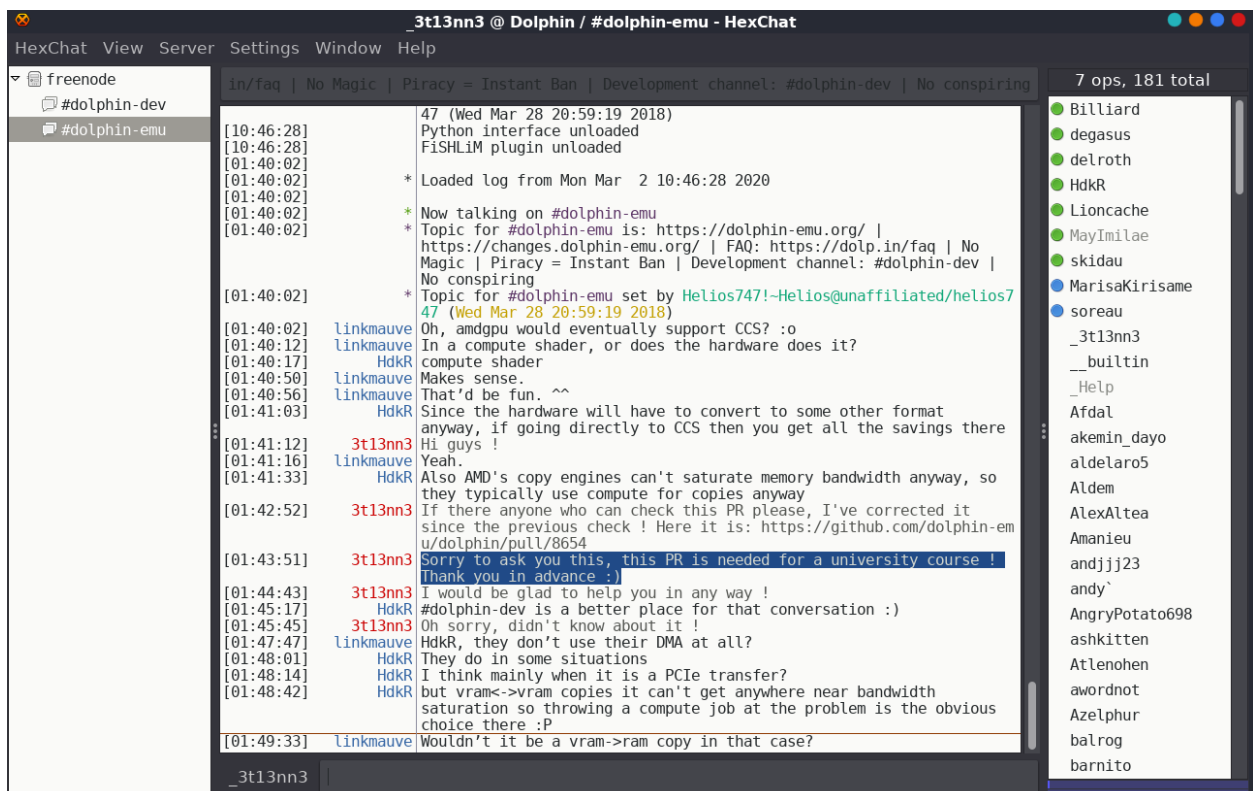 _3t13nn3 @ Dolphin / #dolphin-emu - HexChat
HexChat View Server Settings Window Help
freenode
#dolphin-dev
#dolphin-emu
in/faq | No Magic | Piracy = Instant Ban | Development channel: #dolphin-dev | No conspiring
47 (Wed Mar 28 20:59:19 2018)
[10:46:28] Python interface unloaded
[10:46:28] FiSHLiM plugin unloaded
[01:40:02]
[01:40:02] * Loaded log from Mon Mar  2 10:46:28 2020
[01:40:02]
[01:40:02] * Now talking on #dolphin-emu
[01:40:02] * Topic for #dolphin-emu is: https://dolphin-emu.org/ |
https://changes.dolphin-emu.org/ | FAQ: https://dolp.in/faq | No
Magic | Piracy = Instant Ban | Development channel: #dolphin-dev |
No conspiring
[01:40:02] * Topic for #dolphin-emu set by Helios747!~Helios@unaffiliated/helios7
47 (Wed Mar 28 20:59:19 2018)
[01:40:02] linkmauve Oh, amdgpu would eventually support CCS? :o
[01:40:12] linkmauve In a compute shader, or does the hardware does it?
[01:40:17] HdkR compute shader
[01:40:50] linkmauve Makes sense.
[01:40:56] linkmauve That’d be fun. ^^
[01:41:03] HdkR Since the hardware will have to convert to some other format
anyway, if going directly to CCS then you get all the savings there
[01:41:12] _3t13nn3 Hi guys !
[01:41:16] linkmauve Yeah.
[01:41:33] HdkR Also AMD's copy engines can't saturate memory bandwidth anyway, so
they typically use compute for copies anyway
[01:42:52] _3t13nn3 If there anyone who can check this PR please, I've corrected it
since the previous check ! Here it is: https://github.com/dolphin-em
u/dolphin/pull/8654
[01:43:51] _3t13nn3 Sorry to ask you this, this PR is needed for a university course !
Thank you in advance :)
[01:44:43] _3t13nn3 I would be glad to help you in any way !
[01:45:17] HdkR #dolphin-dev is a better place for that conversation :)
[01:45:45] _3t13nn3 Oh sorry, didn't know about it !
[01:47:47] linkmauve HdkR, they don’t use their DMA at all?
[01:48:01] HdkR They do in some situations
[01:48:14] HdkR I think mainly when it is a PCIe transfer?
[01:48:42] HdkR but vram<->vram copies it can't get anywhere near bandwidth
saturation so throwing a compute job at the problem is the obvious
choice there :P
[01:49:33] linkmauve Wouldn’t it be a vram->ram copy in that case?
_3t13nn3
7 ops, 181 total
Billiard
degasus
delroth
HdkR
Lioncache
MayImilae
skidau
MarisaKirisame
soreau
_3t13nn3
__builtin
_Help
Afdal
akemin_dayo
aldelaro5
Aldem
AlexAltea
Amanieu
andjjj23
andy`
AngryPotato698
ashkitten
Atlenohen
awordnot
Azelphur
balrog
barnito